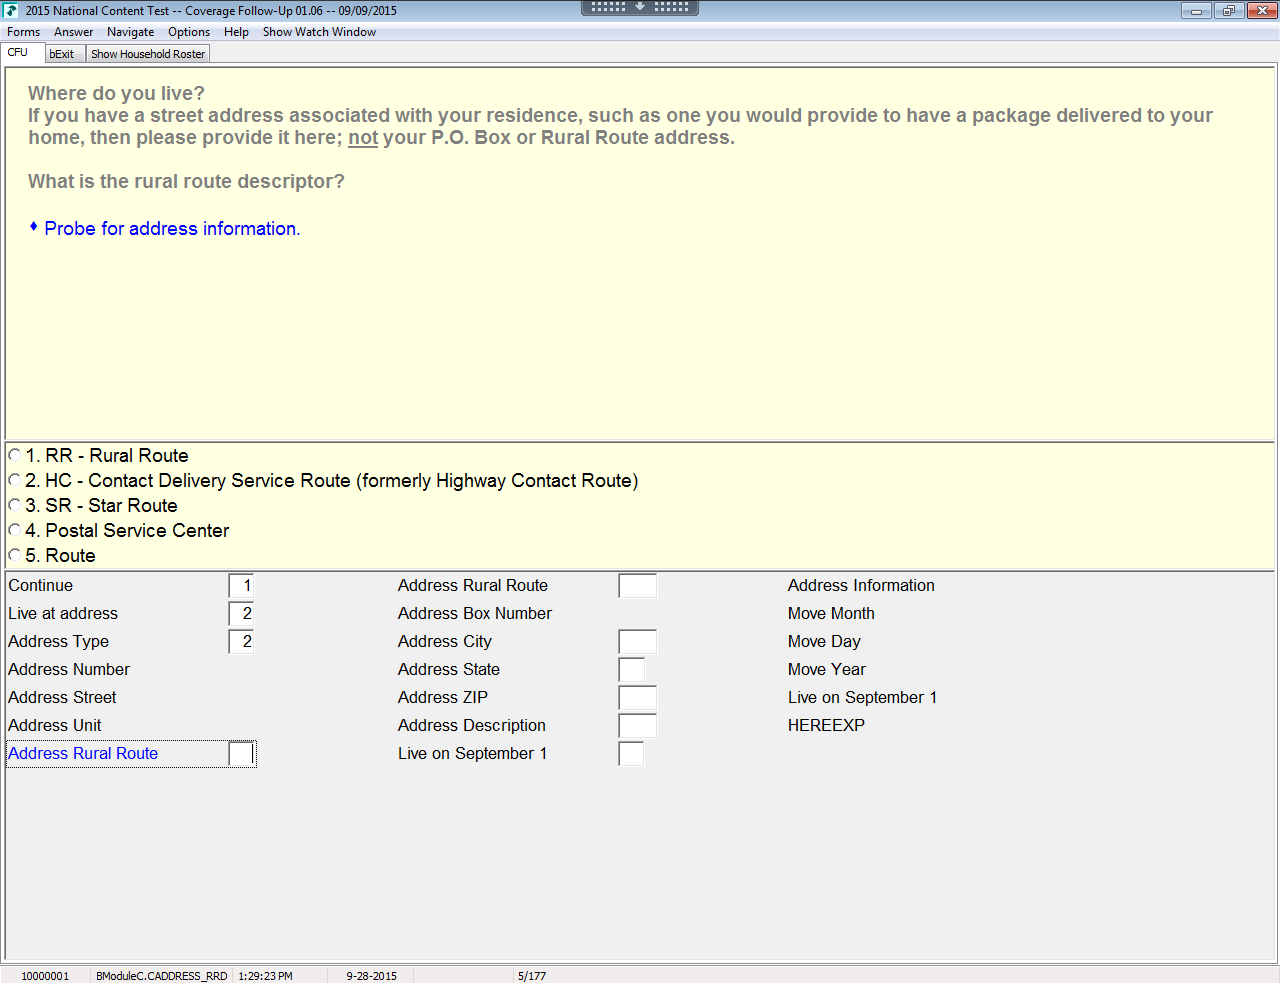 2015 National Content Test -- Coverage Follow-Up 01.06 -- 09/09/2015
Forms Answer Navigate Options Help Show Watch Window
CFU bExit Show Household Roster
Where do you live?
If you have a street address associated with your residence, such as one you would provide to have a package delivered to your
home, then please provide it here; not your P.O. Box or Rural Route address.
What is the rural route descriptor?
♦ Probe for address information.
1. RR - Rural Route
2. HC - Contact Delivery Service Route (formerly Highway Contact Route)
3. SR - Star Route
4. Postal Service Center
5. Route
Continue 1 Address Rural Route Address Information
Live at address 2 Address Box Number Move Month
Address Type 2 Address City Move Day
Address Number Address State Move Year
Address Street Address ZIP Live on September 1
Address Unit Address Description HEREEXP
Address Rural Route Live on September 1
10000001 BModuleC.CADDRESS_RRD 1:29:23 PM 9-28-2015 5/177